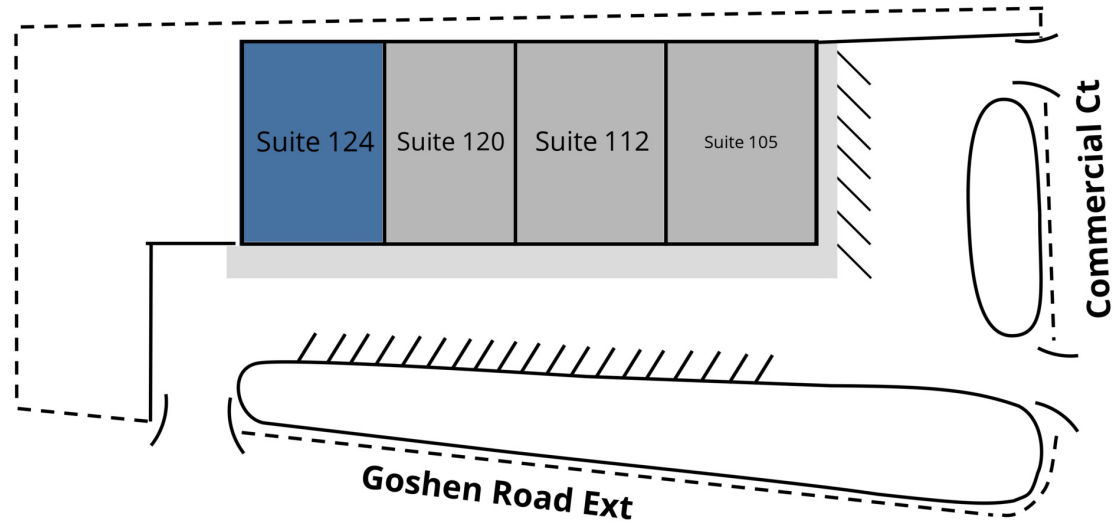 Suite 124
Suite 120
Suite 112
Suite 105
Commercial Ct
Goshen Road Ext